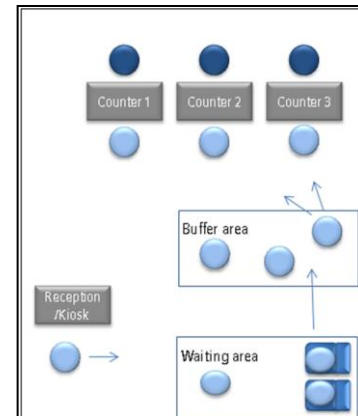 Counter 1
Counter 2
Counter 3
Buffer area
Reception
/Kiosk
Waiting area